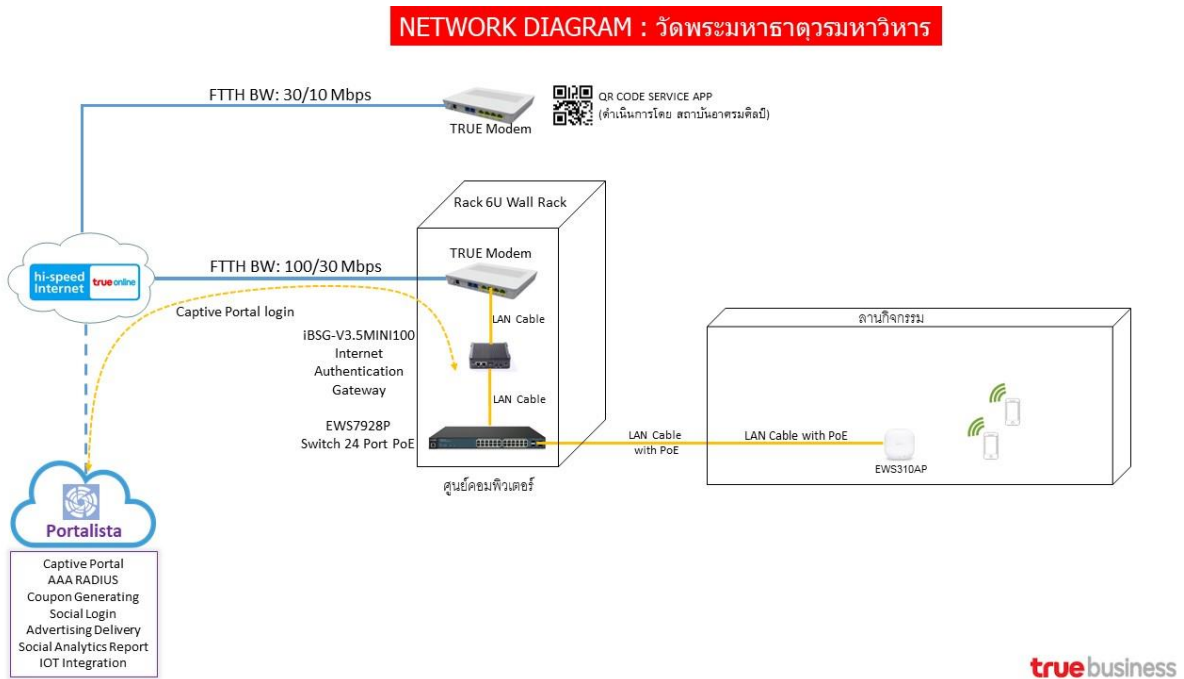 NETWORK DIAGRAM : วัดพระมหาธาตุวรมหาวิหาร
FTTH BW: 30/10 Mbps
TRUE Modem
QR CODE SERVICE APP
(ดำเนินการโดย สถาบันอาศรมศิลป์)
Rack 6U Wall Rack
TRUE Modem
hi-speed
Internet
true online
FTTH BW: 100/30 Mbps
Captive Portal login
LAN Cable
iBSG-V3.5MINI100
Internet
Authentication
Gateway
LAN Cable
EWS7928P
Switch 24 Port PoE
ศูนย์คอมพิวเตอร์
LAN Cable
with PoE
ลานกิจกรรม
LAN Cable with PoE
EWS310AP
Portalista
Captive Portal
AAA RADIUS
Coupon Generating
Social Login
Advertising Delivery
Social Analytics Report
IOT Integration
truebusiness